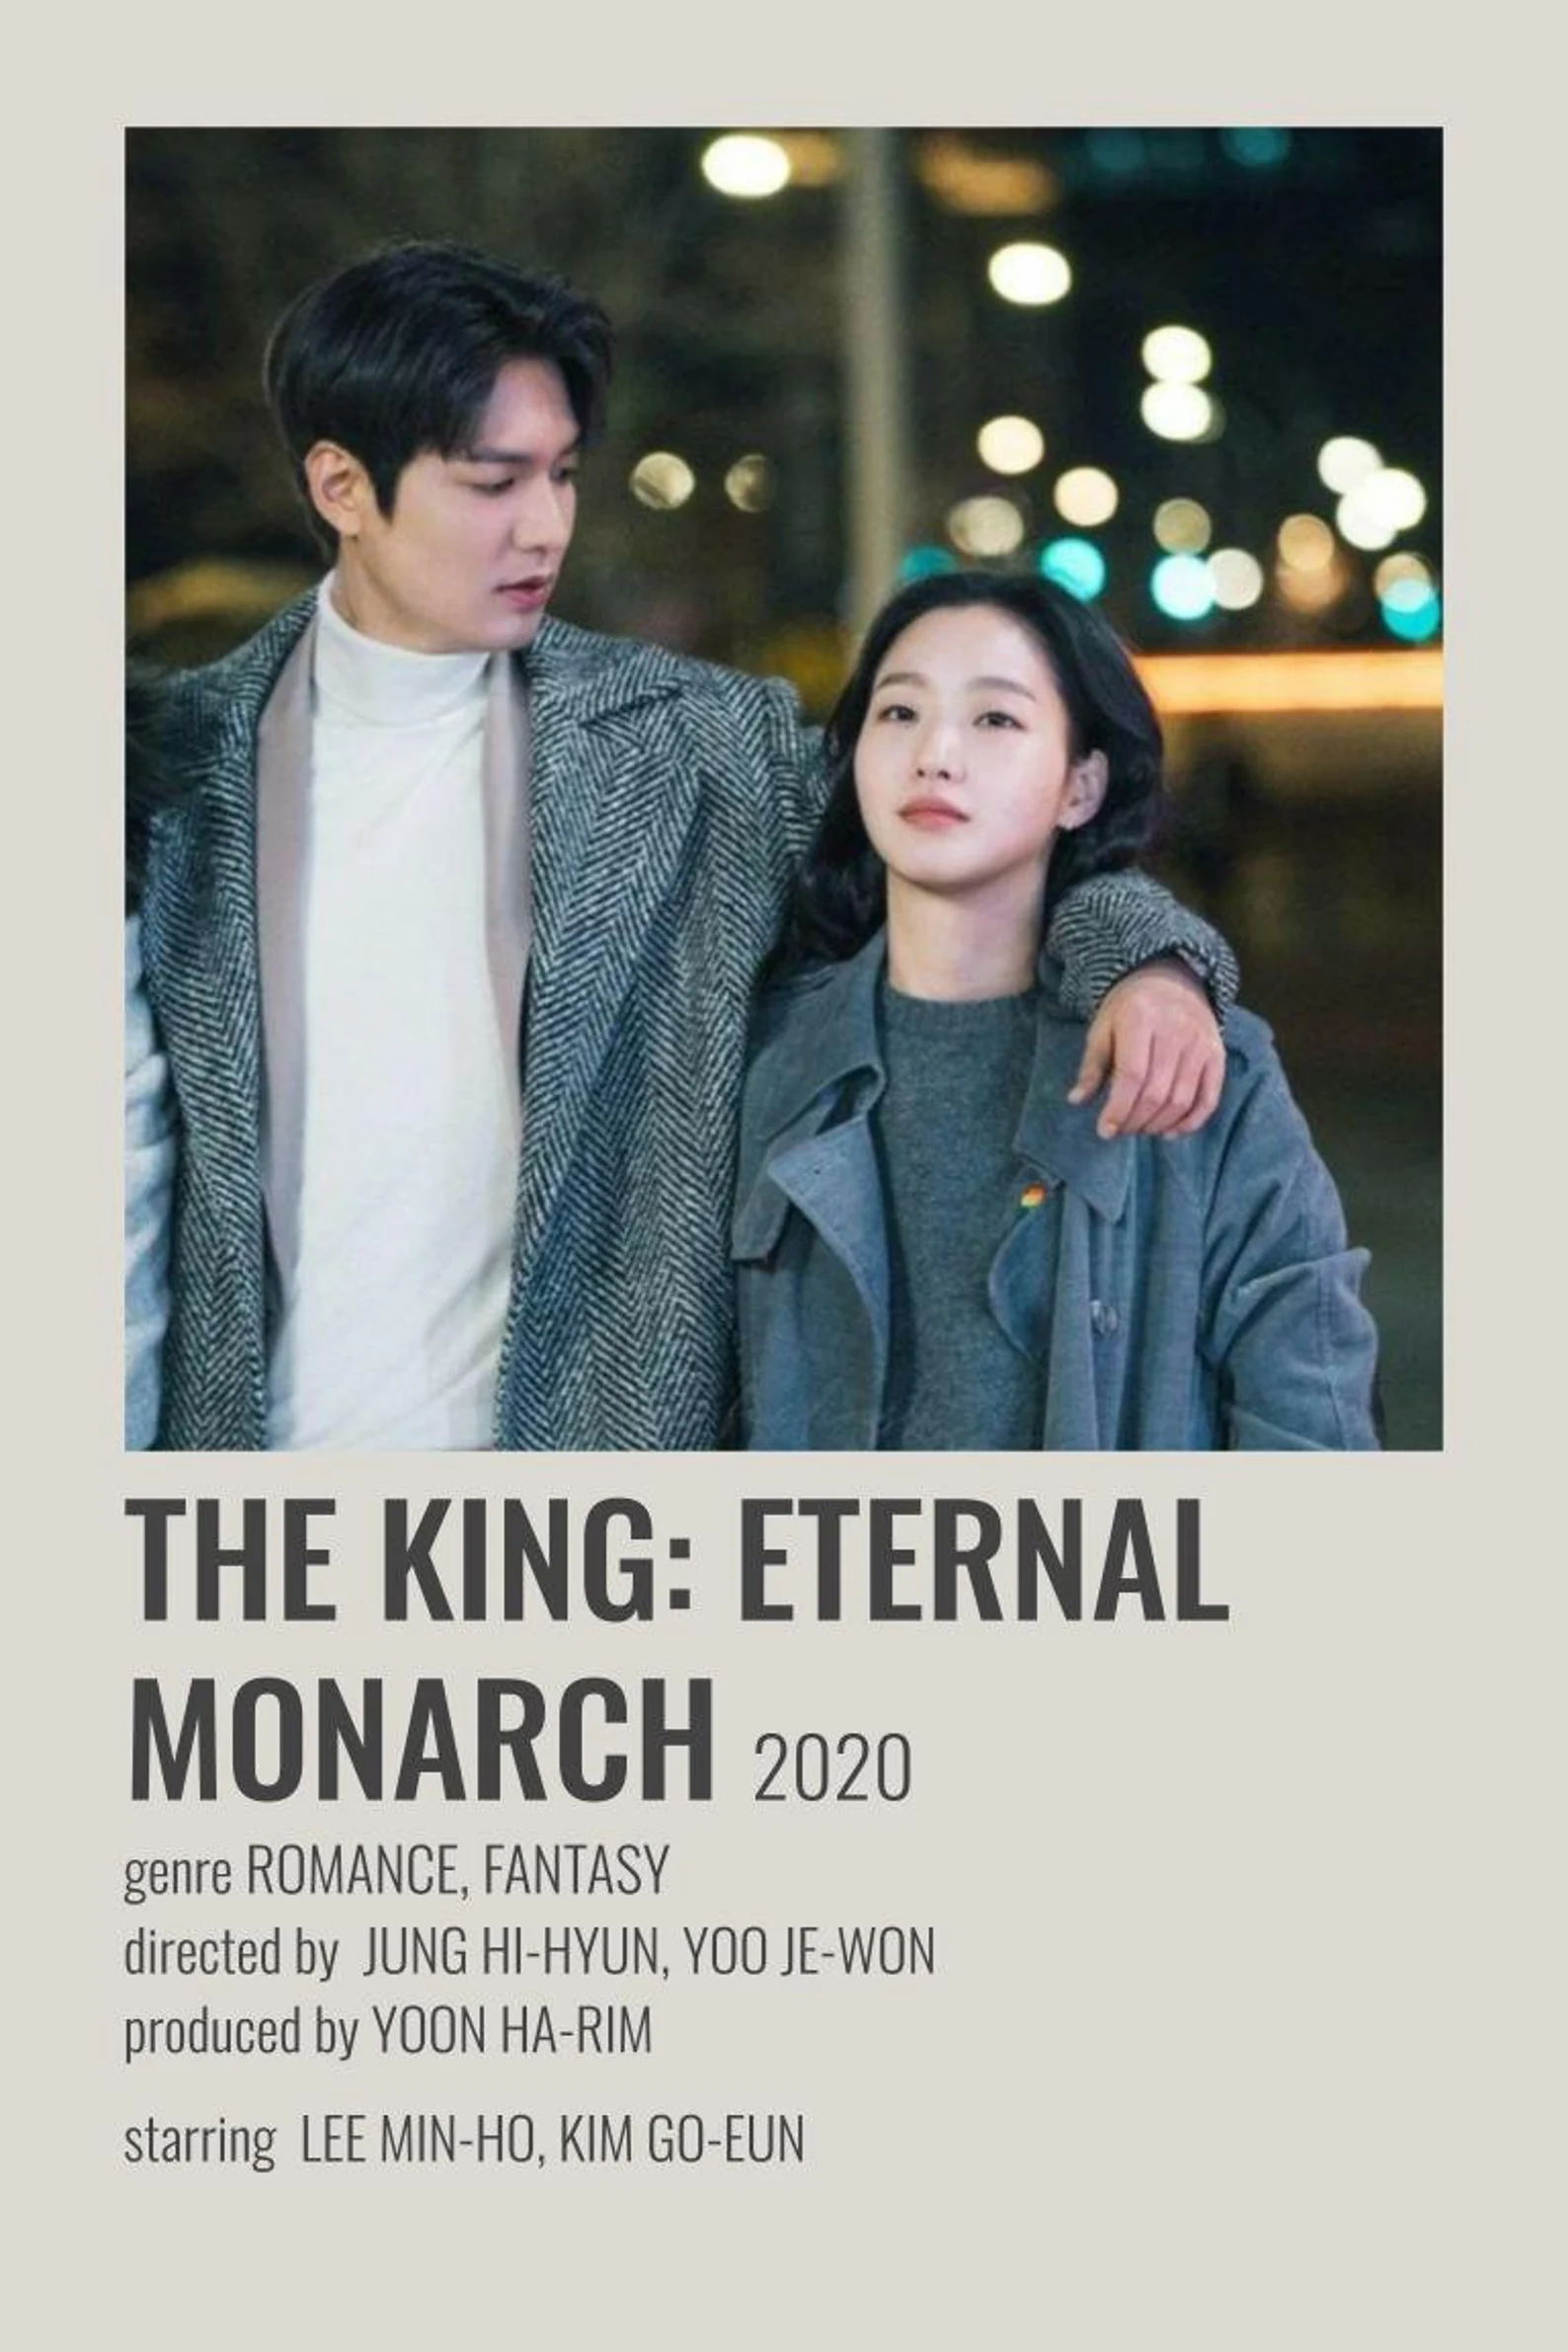 THE KING: ETERNAL
MONARCH 2020
genre ROMANCE, FANTASY
directed by JUNG HI-HYUN, YOO JE-WON
produced by YOON HA-RIM
starring LEE MIN-HO, KIM GO-EUN